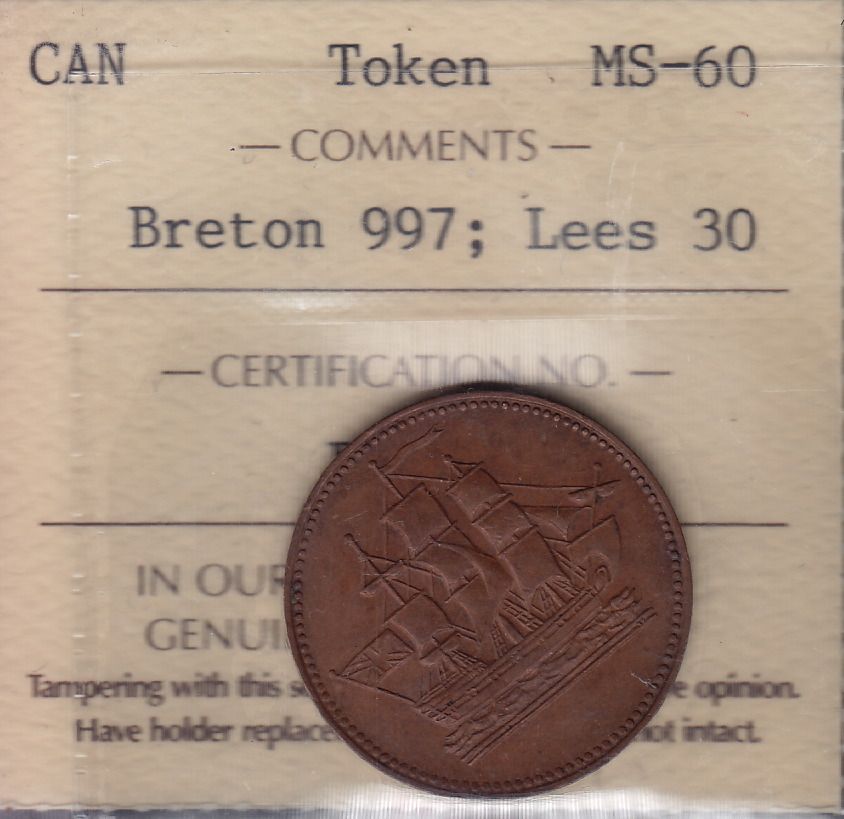 CAN Token MS-60
— COMMENTS —
Breton 997; Lees 30
— CERTIFICATION NO. —
IN OUR
GENUI
Tampering with this opinion.
Have holder replace not intact.